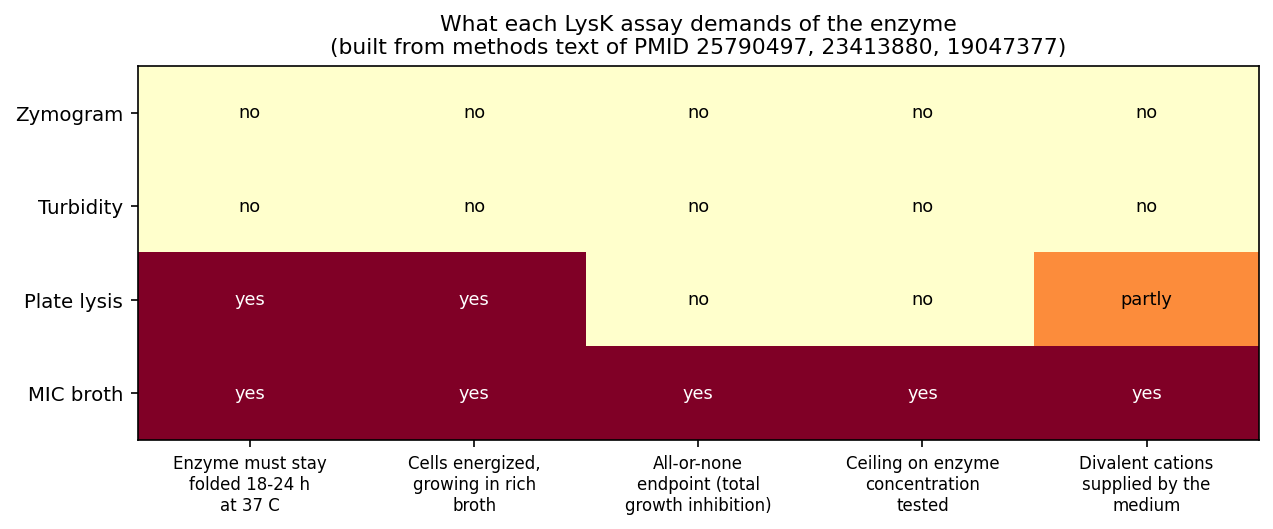 What each LysK assay demands of the enzyme
(built from methods text of PMID 25790497, 23413880, 19047377)
Zymogram no no no no no
Turbidity no no no no no
Plate lysis yes yes no no partly
MIC broth yes yes yes yes yes
Enzyme must stay
folded 18-24 h
at 37 C
Cells energized,
growing in rich
broth
All-or-none
endpoint (total
growth inhibition)
Ceiling on enzyme
concentration
tested
Divalent cations
supplied by the
medium